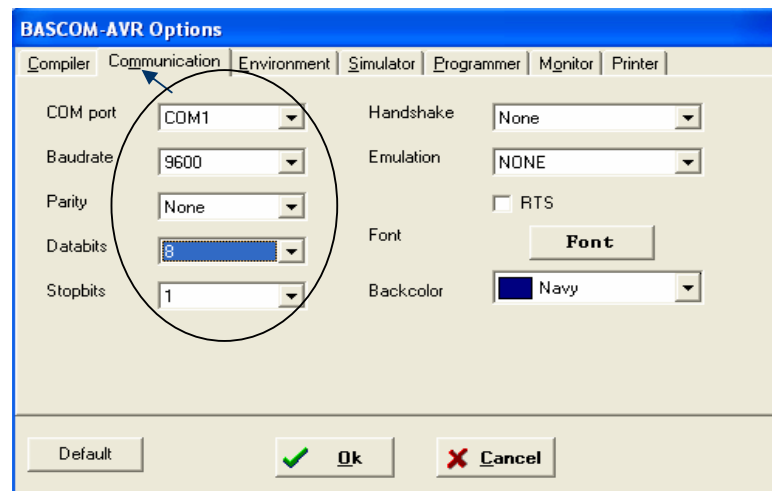 BASCOM-AVR Options
Compiler Communication Environment Simulator Programmer Monitor Printer
COM port COM1 Handshake None
Baudrate 9600 Emulation NONE
Parity None RTS
Databits 8 Font Font
Stopbits 1 Backcolor Navy
Default Ok Cancel